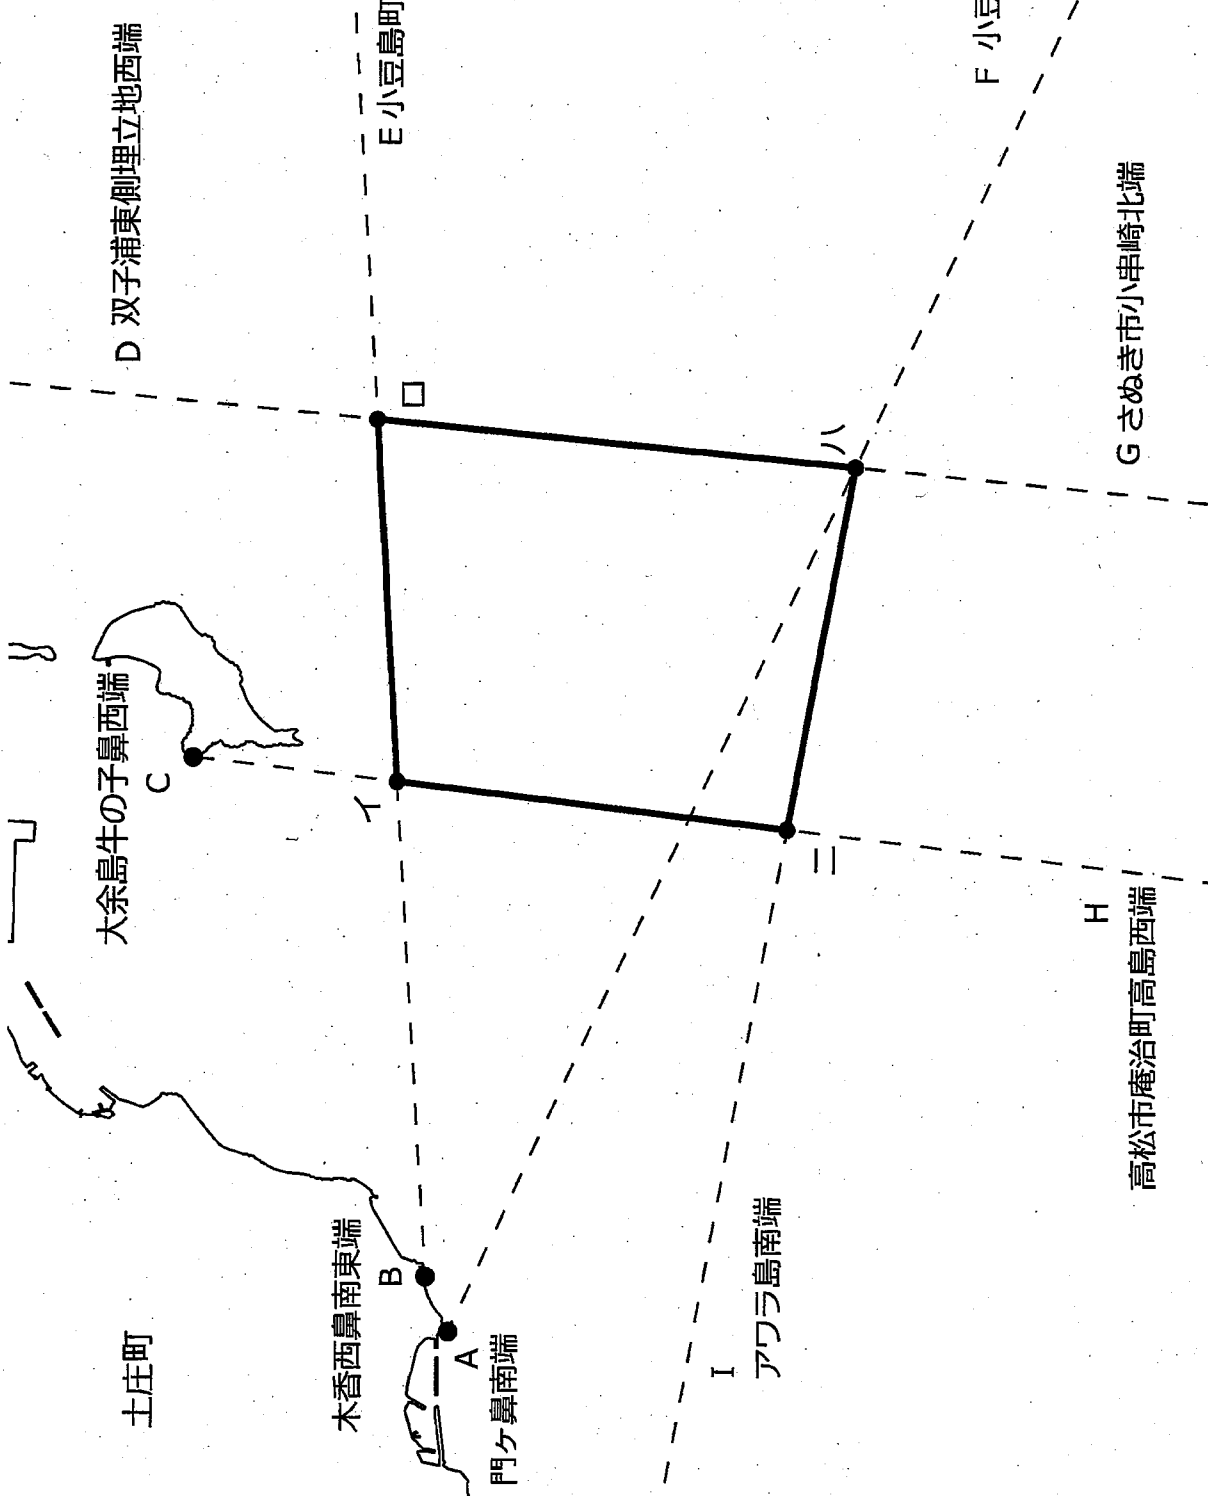 土庄町
木香西鼻南東端
B
A
門ヶ鼻南端
大余島牛の子鼻西端
C
D 双子浦東側埋立地西端
E 小豆島町
F 小豆
G さぬき市小串崎北端
H
高松市庵治町高島西端
I
アワラ島南端
イ
ロ
ハ
ニ